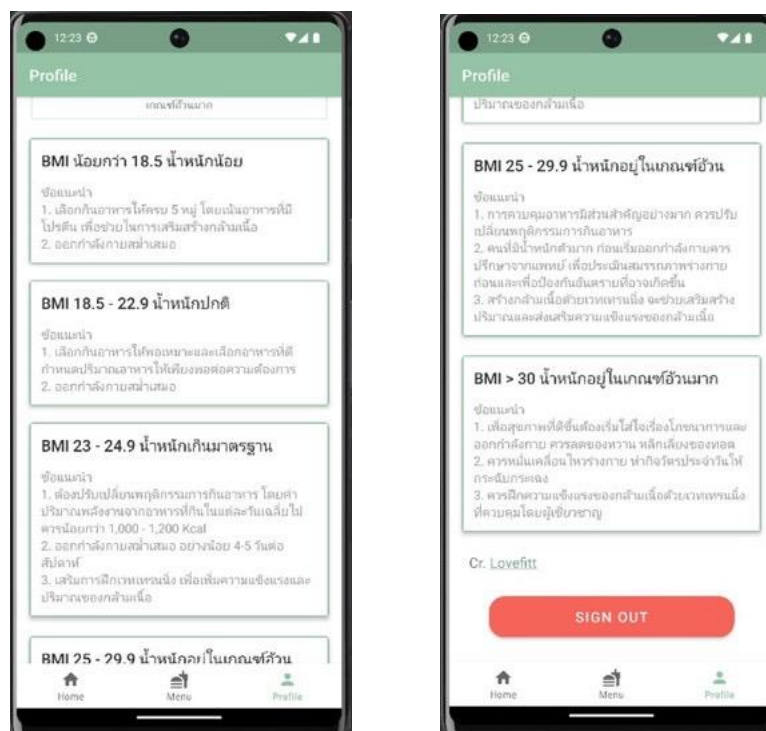 12:23
Profile
เกณฑ์อ้วนมาก
BMI น้อยกว่า 18.5 น้ำหนักน้อย
ข้อแนะนำ
1. เลือกกินอาหารให้ครบ 5 หมู่ โดยเน้นอาหารที่มี
โปรตีน เพื่อช่วยในการเสริมสร้างกล้ามเนื้อ
2. ออกกำลังกายสม่ำเสมอ
BMI 18.5 - 22.9 น้ำหนักปกติ
ข้อแนะนำ
1. เลือกกินอาหารให้พอเหมาะและเลือกอาหารที่ดี
กำหนดปริมาณอาหารให้เพียงพอต่อความต้องการ
2. ออกกำลังกายสม่ำเสมอ
BMI 23 - 24.9 น้ำหนักเกินมาตรฐาน
ข้อแนะนำ
1. ต้องปรับเปลี่ยนพฤติกรรมการกินอาหาร โดยค่า
ปริมาณพลังงานจากอาหารที่กินในแต่ละวันเฉลี่ยไม่
ควรน้อยกว่า 1,000 - 1,200 Kcal
2. ออกกำลังกายสม่ำเสมอ อย่างน้อย 4-5 วันต่อ
สัปดาห์
3. เสริมการฝึกเวทเทรนนิ่ง เพื่อเพิ่มความแข็งแรงและ
ปริมาณของกล้ามเนื้อ
BMI 25 - 29.9 น้ำหนักอยู่ในเกณฑ์อ้วน
Home
Menu
Profile
12:23
Profile
ปริมาณของกล้ามเนื้อ
BMI 25 - 29.9 น้ำหนักอยู่ในเกณฑ์อ้วน
ข้อแนะนำ
1. การควบคุมอาหารมีส่วนสำคัญอย่างมาก ควรปรับ
เปลี่ยนพฤติกรรมการกินอาหาร
2. คนที่มีน้ำหนักตัวมาก ก่อนเริ่มออกกำลังกายควร
ปรึกษาจากแพทย์ เพื่อประเมินสมรรถภาพร่างกาย
ก่อนและเพื่อป้องกันอันตรายที่อาจเกิดขึ้น
3. สร้างกล้ามเนื้อด้วยเวทเทรนนิ่ง จะช่วยเสริมสร้าง
ปริมาณและส่งเสริมความแข็งแรงของกล้ามเนื้อ
BMI > 30 น้ำหนักอยู่ในเกณฑ์อ้วนมาก
ข้อแนะนำ
1. เพื่อสุขภาพที่ดีขึ้นต้องเริ่มใส่ใจเรื่องโภชนาการและ
ออกกำลังกาย ควรลดของหวาน หลีกเลี่ยงของทอด
2. ควรหมั่นเคลื่อนไหวร่างกาย ทำกิจวัตรประจำวันให้
กระฉับกระเฉง
3. ควรฝึกความแข็งแรงของกล้ามเนื้อด้วยเวทเทรนนิ่ง
ที่ควบคุมโดยผู้เชี่ยวชาญ
Cr. Lovefitt
SIGN OUT
Home
Menu
Profile